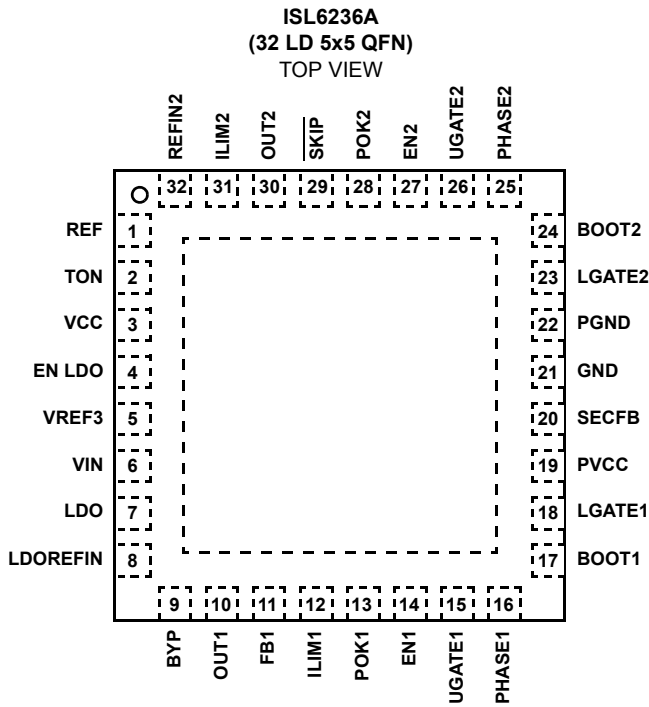 ISL6236A
(32 LD 5x5 QFN)
TOP VIEW
REFIN2
ILIM2
OUT2
SKIP
POK2
EN2
UGATE2
PHASE2
32 31 30 29 28 27 26 25
REF 1
TON 2
VCC 3
EN LDO 4
VREF3 5
VIN 6
LDO 7
LDOREFIN 8
24 BOOT2
23 LGATE2
22 PGND
21 GND
20 SECFB
19 PVCC
18 LGATE1
17 BOOT1
9 10 11 12 13 14 15 16
BYP
OUT1
FB1
ILIM1
POK1
EN1
UGATE1
PHASE1